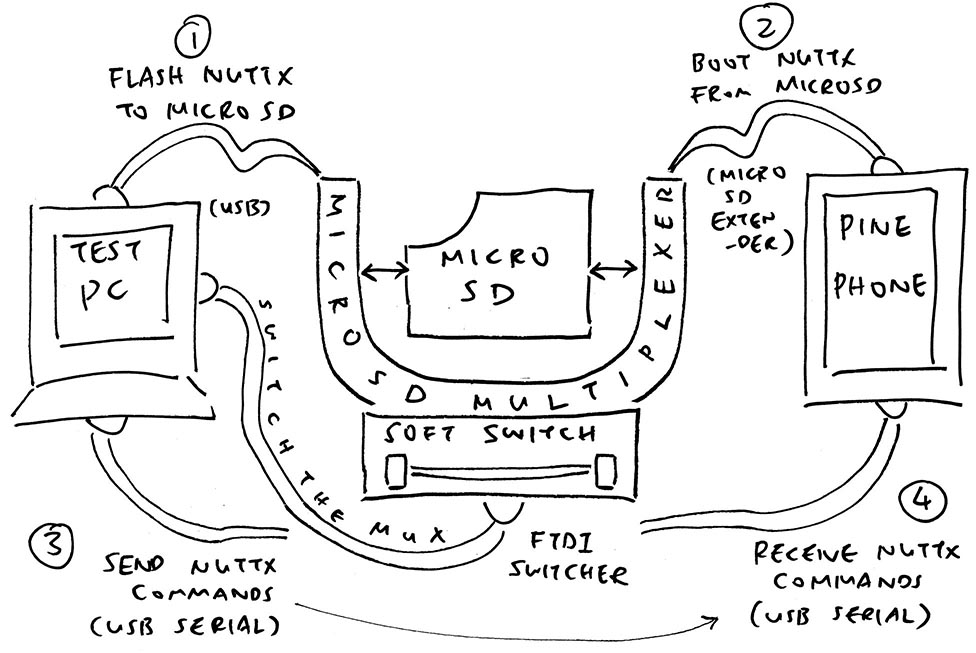 1
FLASH NUTTX
TO MICRO SD
2
BOOT NUTTX
FROM MICROSD
(USB)
(MICRO
SD
EXTEN
-DER)
TEST
PC
MICRO
SD
PINE
PHONE
MICRO SD MULTIPLEXER
SOFT SWITCH
SWITCH THE MUX
FTDI
SWITCHER
3
SEND NUTTX
COMMANDS
(USB SERIAL)
4
RECEIVE NUTTX
COMMANDS
(USB SERIAL)